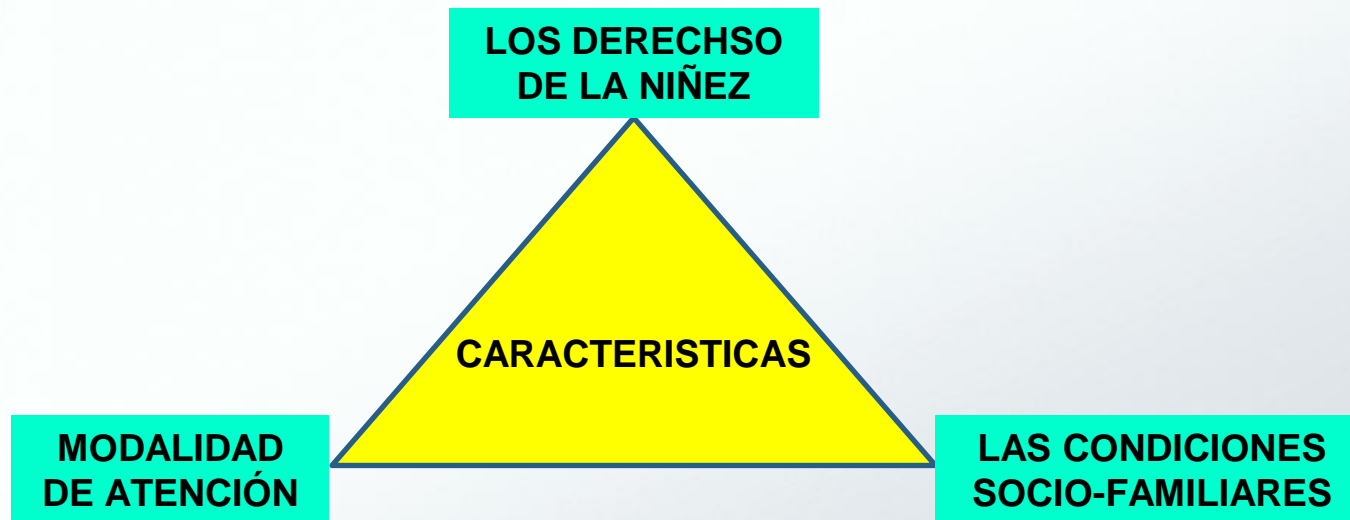 LOS DERECHSO
DE LA NIÑEZ
CARACTERISTICAS
MODALIDAD
DE ATENCIÓN
LAS CONDICIONES
SOCIO-FAMILIARES